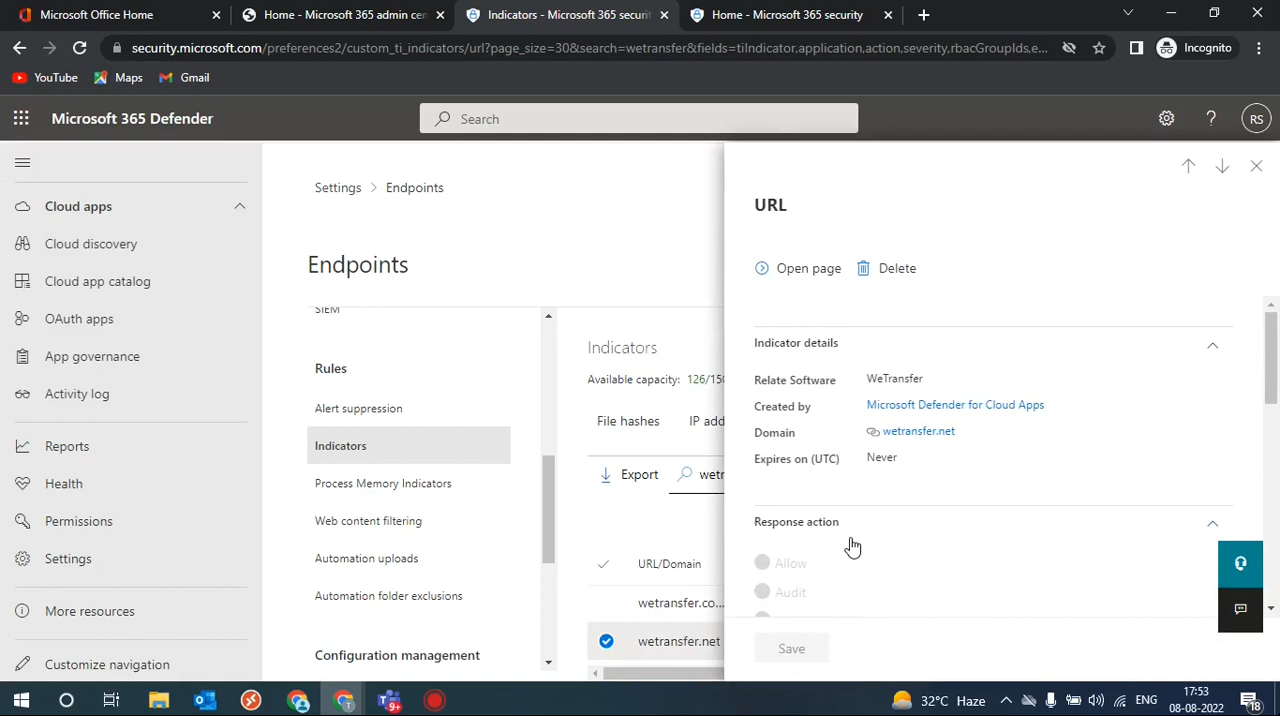 Microsoft Office Home
Home - Microsoft 365 admin cen
Indicators - Microsoft 365 securit
Home - Microsoft 365 security
security.microsoft.com/preferences2/custom_ti_indicators/url?page_size=30&search=wetransfer&fields=tiIndicator,application,action,severity,rbacGroupIds,e...
Incognito
YouTube
Maps
Gmail
Microsoft 365 Defender
Search
RS
Cloud apps
Cloud discovery
Cloud app catalog
OAuth apps
App governance
Activity log
Reports
Health
Permissions
Settings
More resources
Customize navigation
Settings > Endpoints
Endpoints
SIEM
Rules
Alert suppression
Indicators
Process Memory Indicators
Web content filtering
Automation uploads
Automation folder exclusions
Configuration management
Indicators
Available capacity: 126/150
File hashes
IP add
Export
wetr
URL/Domain
wetransfer.co...
wetransfer.net
URL
Open page
Delete
Indicator details
Relate Software WeTransfer
Created by Microsoft Defender for Cloud Apps
Domain wetransfer.net
Expires on (UTC) Never
Response action
Allow
Audit
Save
9+
32°C Haze
ENG
17:53
08-08-2022
18